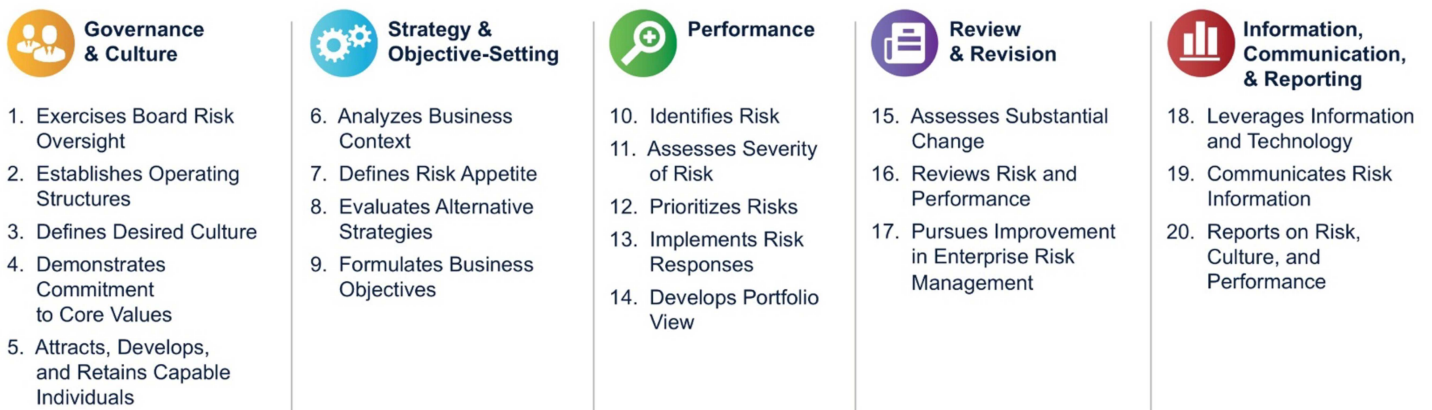 Governance
& Culture
1. Exercises Board Risk
Oversight
2. Establishes Operating
Structures
3. Defines Desired Culture
4. Demonstrates
Commitment
to Core Values
5. Attracts, Develops,
and Retains Capable
Individuals
Strategy &
Objective-Setting
6. Analyzes Business
Context
7. Defines Risk Appetite
8. Evaluates Alternative
Strategies
9. Formulates Business
Objectives
Performance
10. Identifies Risk
11. Assesses Severity
of Risk
12. Prioritizes Risks
13. Implements Risk
Responses
14. Develops Portfolio
View
Review
& Revision
15. Assesses Substantial
Change
16. Reviews Risk and
Performance
17. Pursues Improvement
in Enterprise Risk
Management
Information,
Communication,
& Reporting
18. Leverages Information
and Technology
19. Communicates Risk
Information
20. Reports on Risk,
Culture, and
Performance